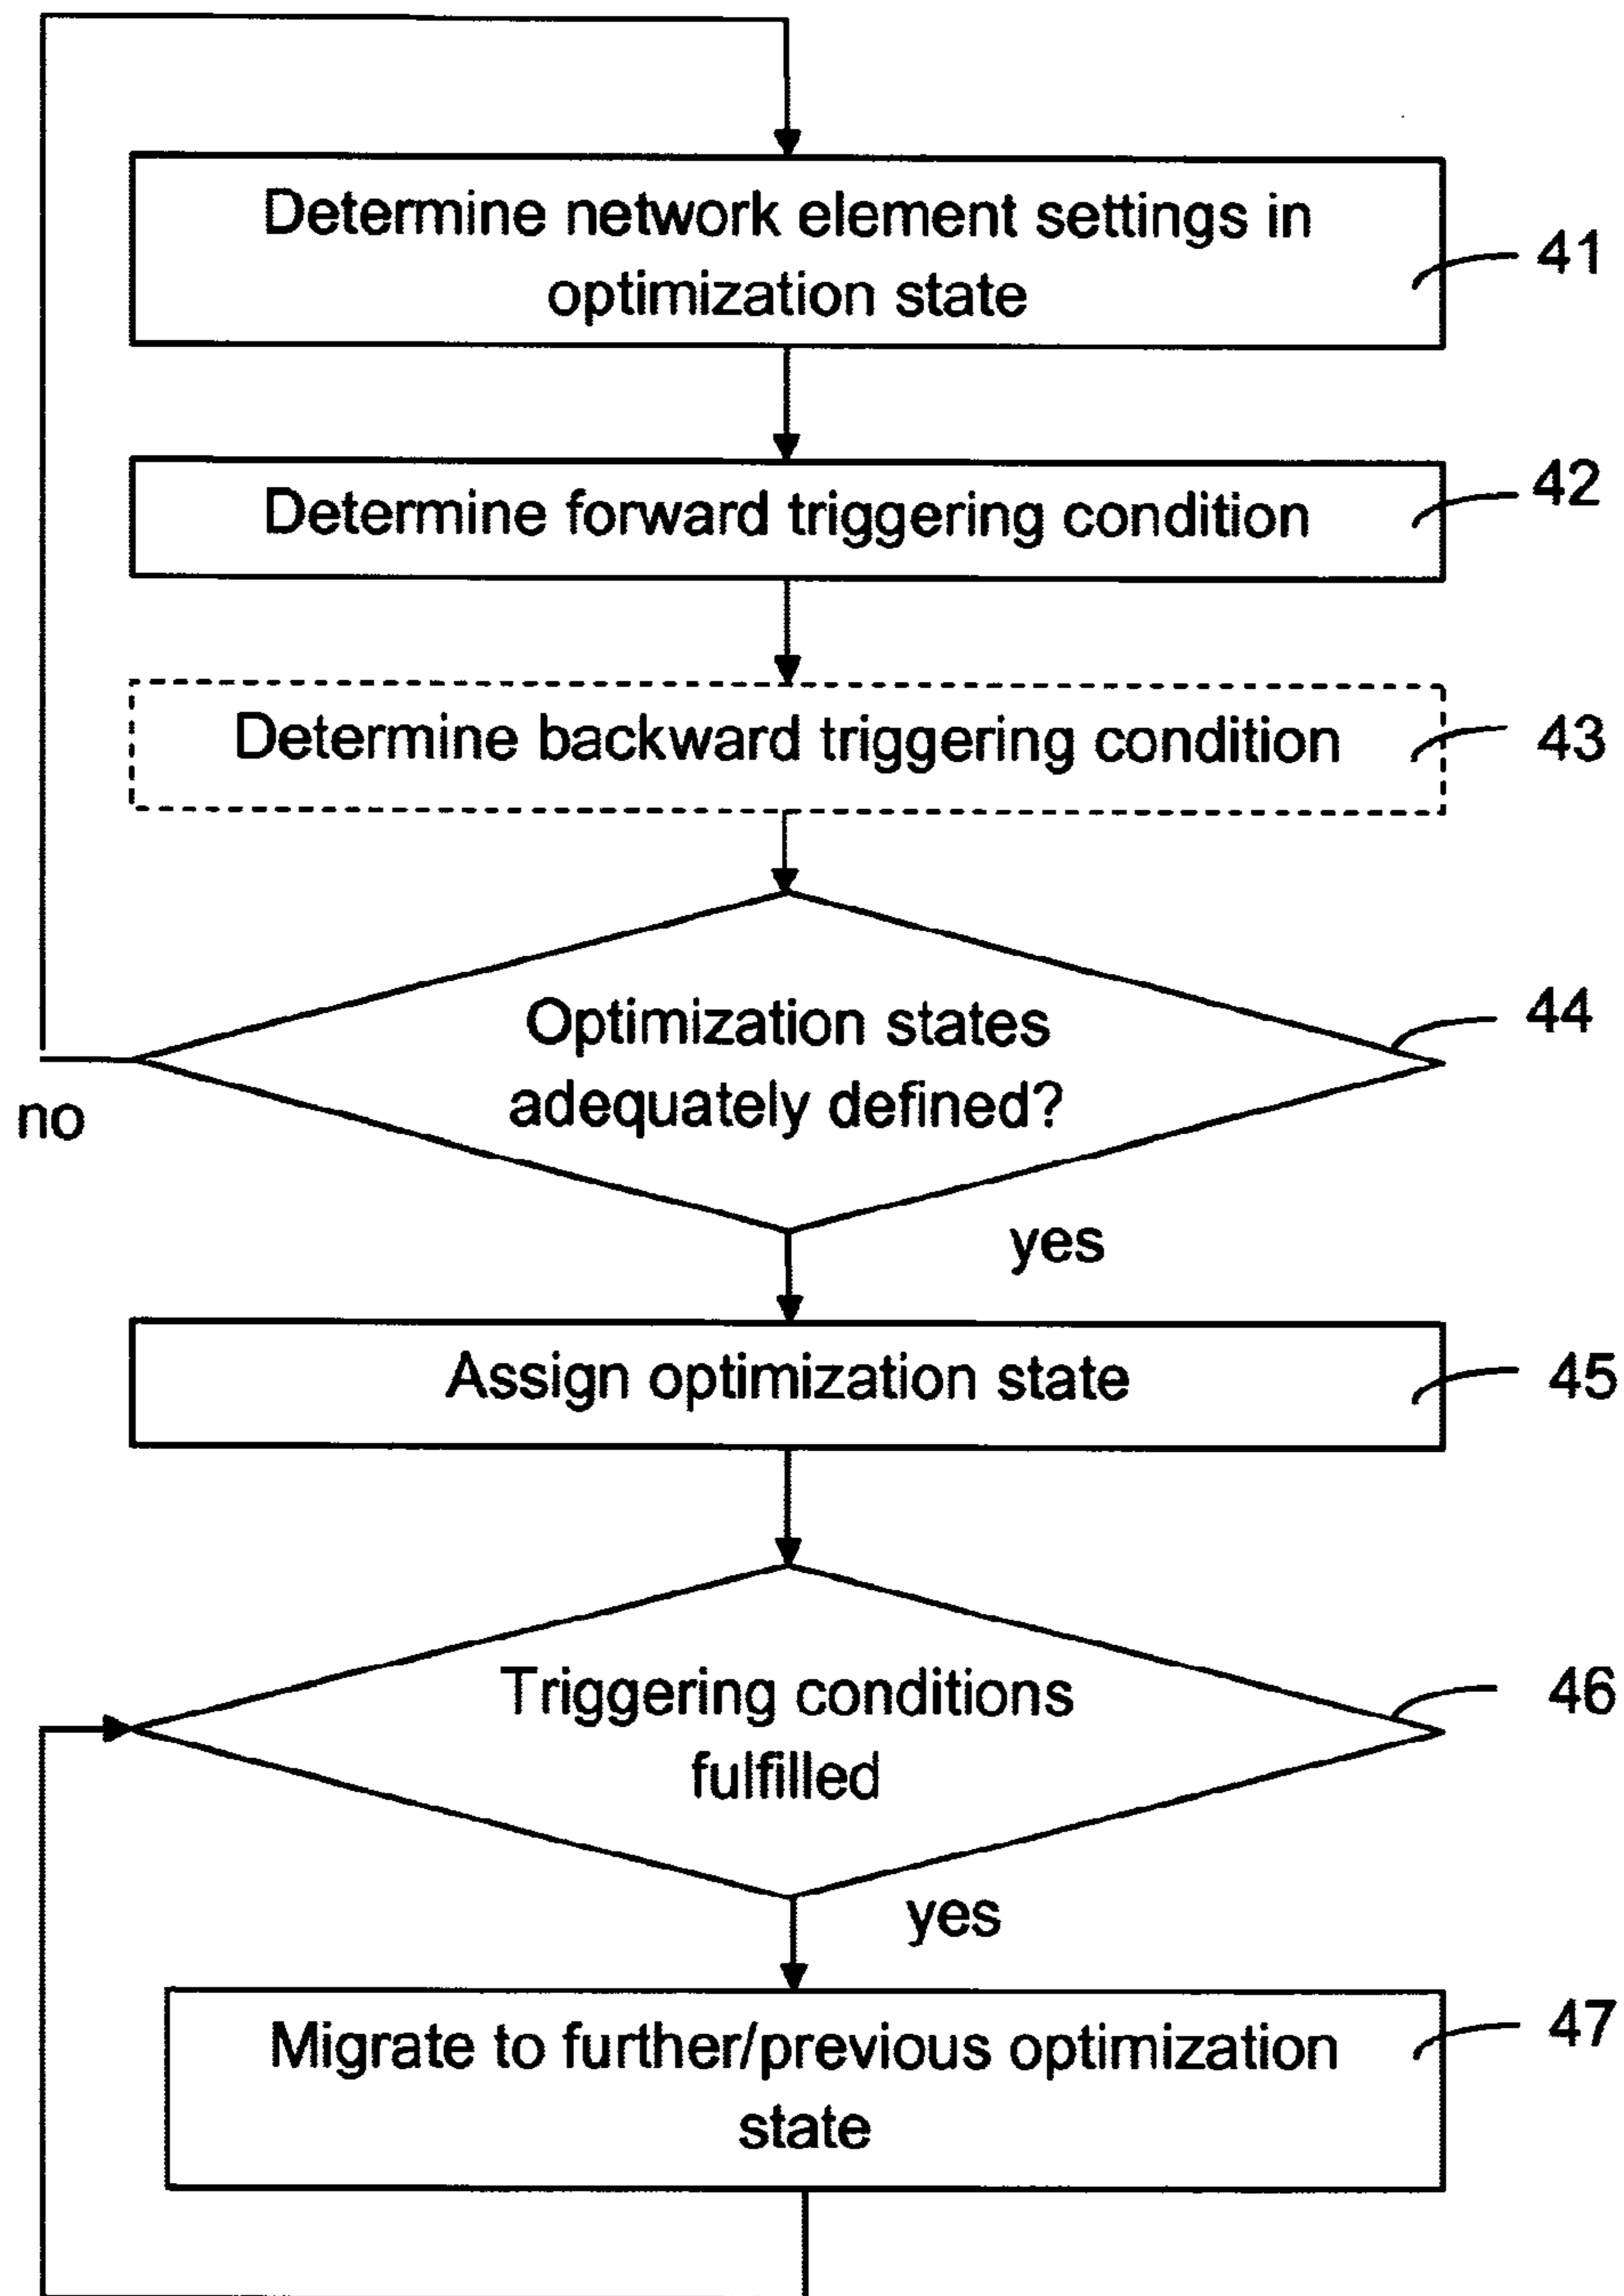 Determine network element settings in
optimization state
41
Determine forward triggering condition
42
Determine backward triggering condition
43
Optimization states
adequately defined?
44
no
yes
Assign optimization state
45
Triggering conditions
fulfilled
46
yes
Migrate to further/previous optimization
state
47